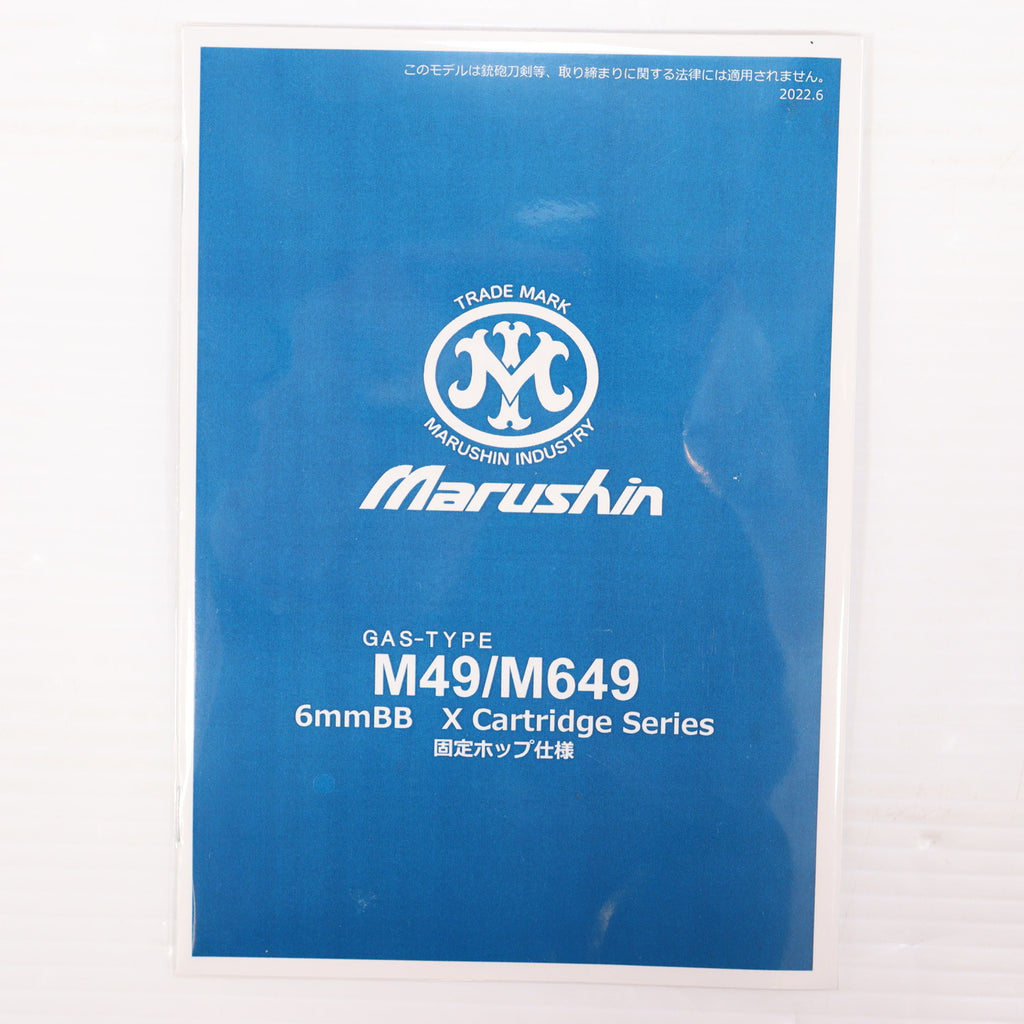 このモデルは銃砲刀剣等、取り締まりに関する法律には適用されません。
2022.6
TRADE MARK
M
MARUSHIN INDUSTRY
Marushin
GAS-TYPE
M49/M649
6mmBB X Cartridge Series
固定ホップ仕様